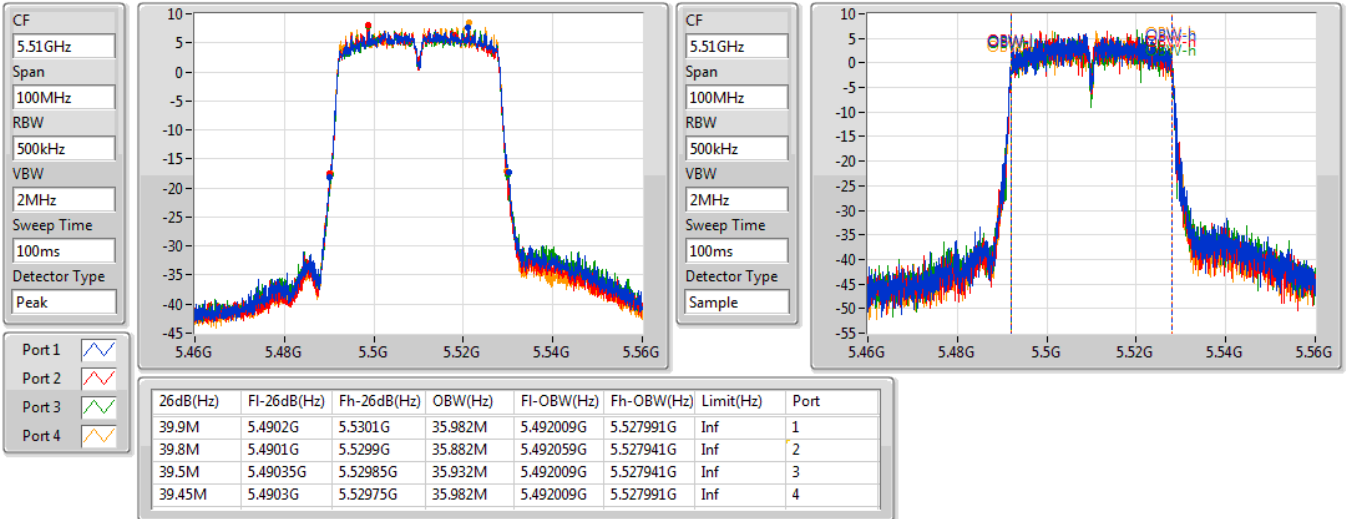 CF
5.51GHz
Span
100MHz
RBW
500kHz
VBW
2MHz
Sweep Time
100ms
Detector Type
Peak
10
5
0
-5
-10
-15
-20
-25
-30
-35
-40
-45
5.46G 5.48G 5.5G 5.52G 5.54G 5.56G
CF
5.51GHz
Span
100MHz
RBW
500kHz
VBW
2MHz
Sweep Time
100ms
Detector Type
Sample
10
5
0
-5
-10
-15
-20
-25
-30
-35
-40
-45
-50
-55
OBW-h
5.46G 5.48G 5.5G 5.52G 5.54G 5.56G
Port 1
Port 2
Port 3
Port 4
26dB(Hz) Fl-26dB(Hz) Fh-26dB(Hz) OBW(Hz) Fl-OBW(Hz) Fh-OBW(Hz) Limit(Hz) Port
39.9M 5.4902G 5.5301G 35.982M 5.492009G 5.527991G Inf 1
39.8M 5.4901G 5.5299G 35.882M 5.492059G 5.527941G Inf 2
39.5M 5.49035G 5.52985G 35.932M 5.492009G 5.527941G Inf 3
39.45M 5.4903G 5.52975G 35.982M 5.492009G 5.527991G Inf 4